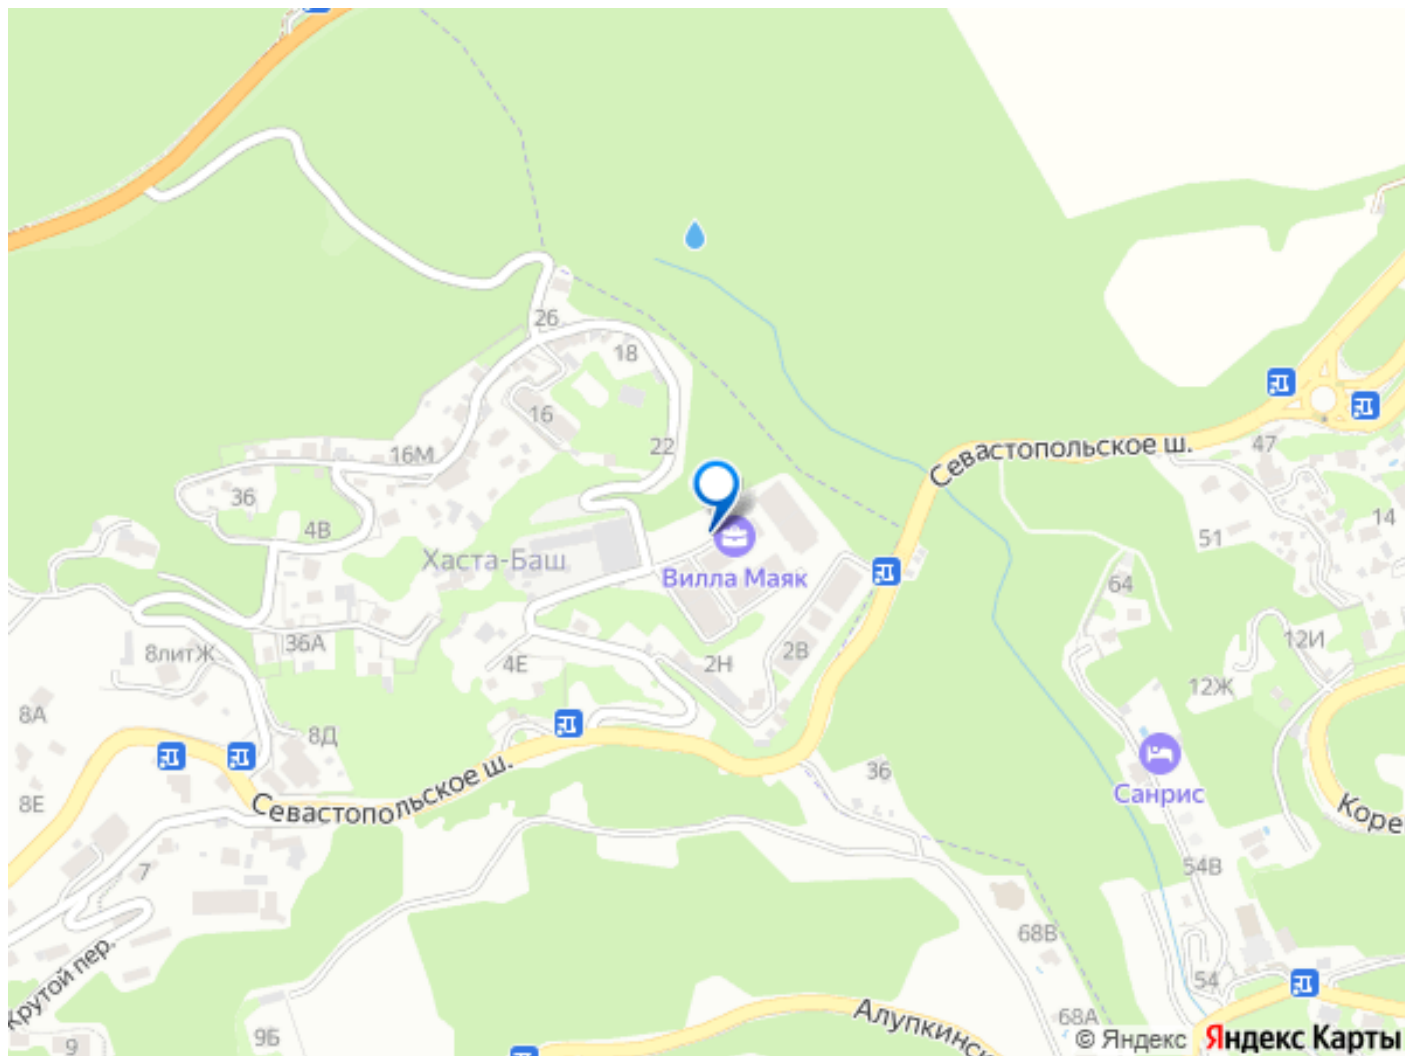 26
18
16
22
16М
36
4В
Хаста-Баш
Вилла Маяк
Севастопольское ш.
47
14
51
64
12И
12Ж
36А
8литЖ
4Е
2Н
2В
8А
8Д
8Е
Севастопольское ш.
36
Санрис
Коре
7
54В
68В
Крутой пер.
54
9
9Б
68А
Алупкинск
© Яндекс
Яндекс Карты